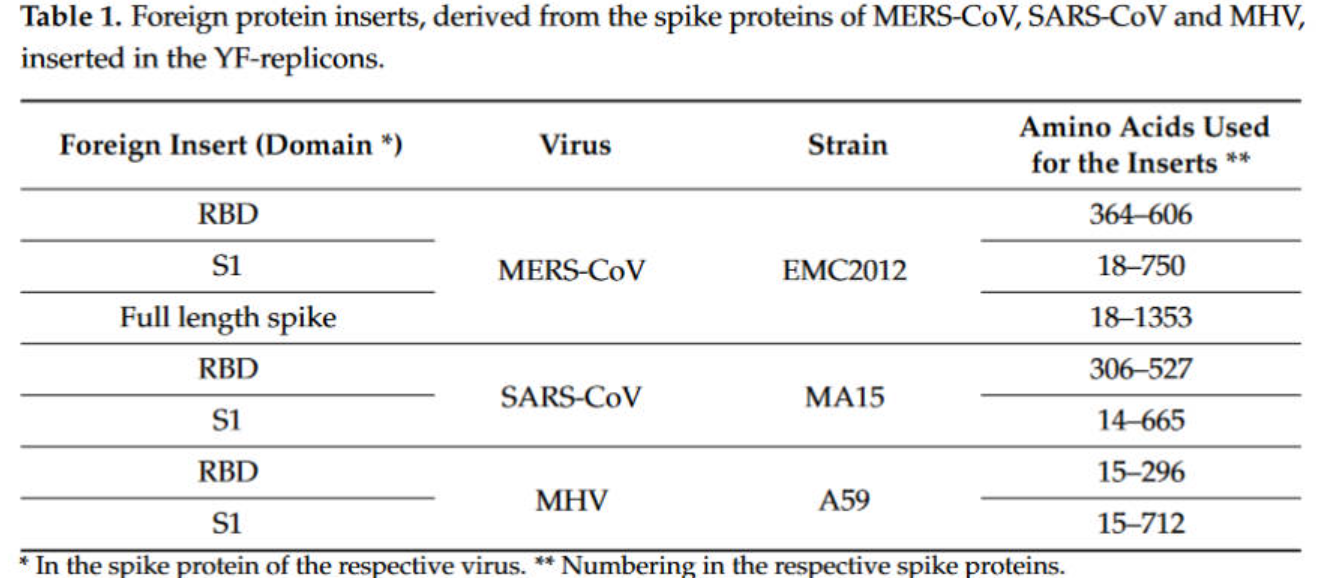 Table 1. Foreign protein inserts, derived from the spike proteins of MERS-CoV, SARS-CoV and MHV,
inserted in the YF-replicons.
Foreign Insert (Domain *) Virus Strain Amino Acids Used
for the Inserts **
RBD 364–606
S1 MERS-CoV EMC2012 18–750
Full length spike 18–1353
RBD 306–527
SARS-CoV MA15
S1 14–665
RBD 15–296
MHV A59
S1 15–712
* In the spike protein of the respective virus. ** Numbering in the respective spike proteins.